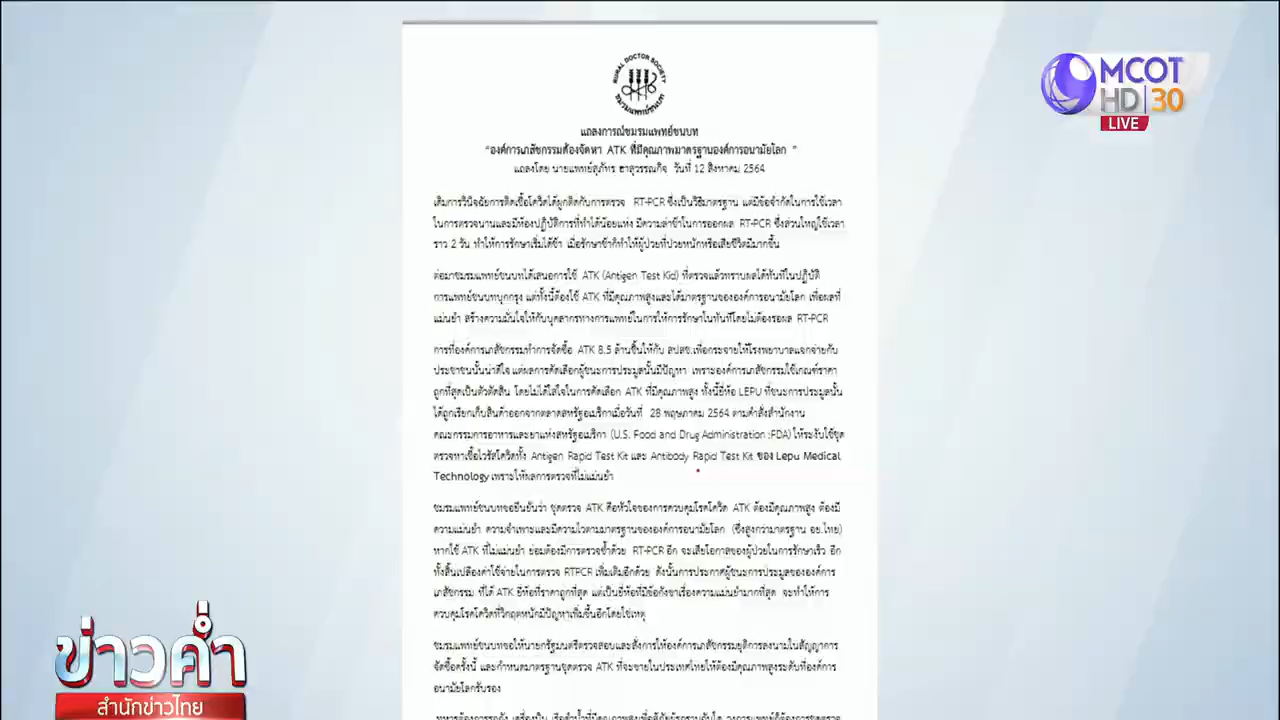 RURAL DOCTOR SOCIETY
ชมรมแพทย์ชนบท
MCOT
HD 30
LIVE
แถลงการณ์ชมรมแพทย์ชนบท
"องค์การเภสัชกรรมต้องจัดหา ATK ที่มีคุณภาพมาตรฐานองค์การอนามัยโลก "
แถลงโดย นายแพทย์สุภัทร ฮาสุวรรณกิจ วันที่ 12 สิงหาคม 2564
เดิมการวินิจฉัยการติดเชื้อโควิดได้ผูกติดกับการตรวจ RT-PCR ซึ่งเป็นวิธีมาตรฐาน แต่มีข้อจำกัดในการใช้เวลา
ในการตรวจนานและมีห้องปฏิบัติการที่ทำได้น้อยแห่ง มีความล่าช้าในการออกผล RT-PCR ซึ่งส่วนใหญ่ใช้เวลา
ราว 2 วัน ทำให้การรักษาเริ่มได้ช้า เมื่อรักษาช้าก็ทำให้ผู้ป่วยที่ป่วยหนักหรือเสียชีวิตมีมากขึ้น
ต่อมาชมรมแพทย์ชนบทได้เสนอการใช้ ATK (Antigen Test Kid) ที่ตรวจแล้วทราบผลได้ทันทีในปฏิบัติ
การแพทย์ชนบทบุกกรุง แต่ทั้งนี้ต้องใช้ ATK ที่มีคุณภาพสูงและได้มาตรฐานขององค์การอนามัยโลก เพื่อผลที่
แม่นยำ สร้างความมั่นใจให้กับบุคลากรทางการแพทย์ในการให้การรักษาในทันทีโดยไม่ต้องรอผล RT-PCR
การที่องค์การเภสัชกรรมทำการจัดซื้อ ATK 8.5 ล้านชิ้นให้กับ สปสช.เพื่อกระจายให้โรงพยาบาลแจกจ่ายกับ
ประชาชนนั้นน่าดีใจ แต่ผลการคัดเลือกผู้ชนะการประมูลนั้นมีปัญหา เพราะองค์การเภสัชกรรมใช้เกณฑ์ราคา
ถูกที่สุดเป็นตัวตัดสิน โดยไม่ได้ใส่ใจในการคัดเลือก ATK ที่มีคุณภาพสูง ทั้งนี้ยี่ห้อ LEPU ที่ชนะการประมูลนั้น
ได้ถูกเรียกเก็บสินค้าออกจากตลาดสหรัฐอเมริกาเมื่อวันที่ 28 พฤษภาคม 2564 ตามคำสั่งสำนักงาน
คณะกรรมการอาหารและยาแห่งสหรัฐอเมริกา (U.S. Food and Drug Administration :FDA) ให้ระงับใช้ชุด
ตรวจหาเชื้อไวรัสโควิดทั้ง Antigen Rapid Test Kit และ Antibody Rapid Test Kit ของ Lepu Medical
Technology เพราะให้ผลการตรวจที่ไม่แม่นยำ
ชมรมแพทย์ชนบทขอยืนยันว่า ชุดตรวจ ATK คือหัวใจของการควบคุมโรคโควิด ATK ต้องมีคุณภาพสูง ต้องมี
ความแม่นยำ ความจำเพาะและมีความไวตามมาตรฐานขององค์การอนามัยโลก (ซึ่งสูงกว่ามาตรฐาน อย.ไทย)
หากใช้ ATK ที่ไม่แม่นยำ ย่อมต้องมีการตรวจซ้ำด้วย RT-PCR อีก จะเสียโอกาสของผู้ป่วยในการรักษาเร็ว อีก
ทั้งสิ้นเปลืองค่าใช้จ่ายในการตรวจ RTPCR เพิ่มเติมอีกด้วย ดังนั้นการประกาศผู้ชนะการประมูลขององค์การ
เภสัชกรรม ที่ได้ ATK ยี่ห้อที่ราคาถูกที่สุด แต่เป็นยี่ห้อที่มีข้อกังขาเรื่องความแม่นยำมากที่สุด จะทำให้การ
ควบคุมโรคโควิดที่วิกฤตหนักมีปัญหาเพิ่มขึ้นอีกโดยใช่เหตุ
ชมรมแพทย์ชนบทขอให้นายกรัฐมนตรีตรวจสอบและสั่งการให้องค์การเภสัชกรรมยุติการลงนามในสัญญาการ
จัดซื้อครั้งนี้ และกำหนดมาตรฐานชุดตรวจ ATK ที่จะขายในประเทศไทยให้ต้องมีคุณภาพสูงระดับที่องค์การ
อนามัยโลกรับรอง
ข่าวค่ำ
สำนักข่าวไทย